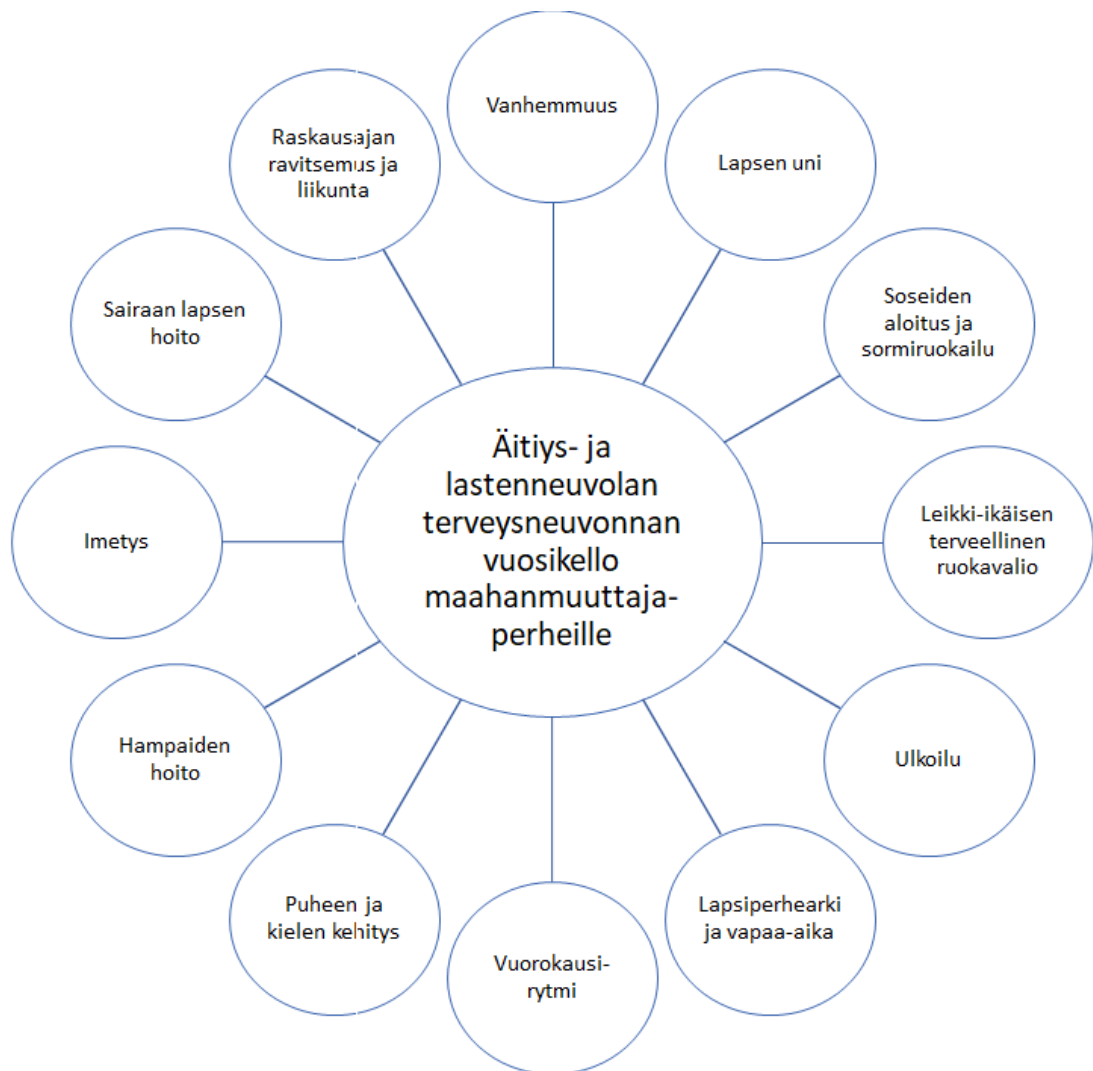 Vanhemmuus
Lapsen uni
Soseiden
aloitus ja
sormiruokailu
Leikki-ikäisen
terveellinen
ruokavalio
Ulkoilu
Lapsiperhearki
ja vapaa-aika
Vuorokausi-
rytmi
Puheen ja
kielen kehitys
Hampaiden
hoito
Imetys
Sairaan lapsen
hoito
Raskausajan
ravitsemus ja
liikunta
Äitiys- ja
lastenneuvolan
terveysneuvonnan
vuosikello
maahanmuuttaja-
perheille